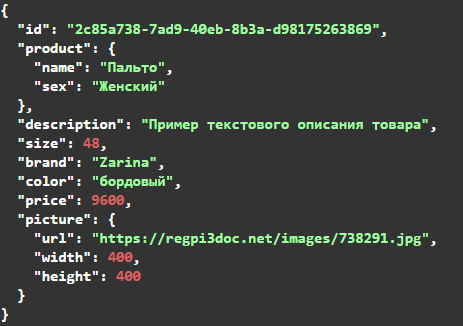 {
  "id": "2c85a738-7ad9-40eb-8b3a-d98175263869",
  "product": {
    "name": "Пальто",
    "sex": "Женский"
  },
  "description": "Пример текстового описания товара",
  "size": 48,
  "brand": "Zarina",
  "color": "бордовый",
  "price": 9600,
  "picture": {
    "url": "https://regpi3doc.net/images/738291.jpg",
    "width": 400,
    "height": 400
  }
}